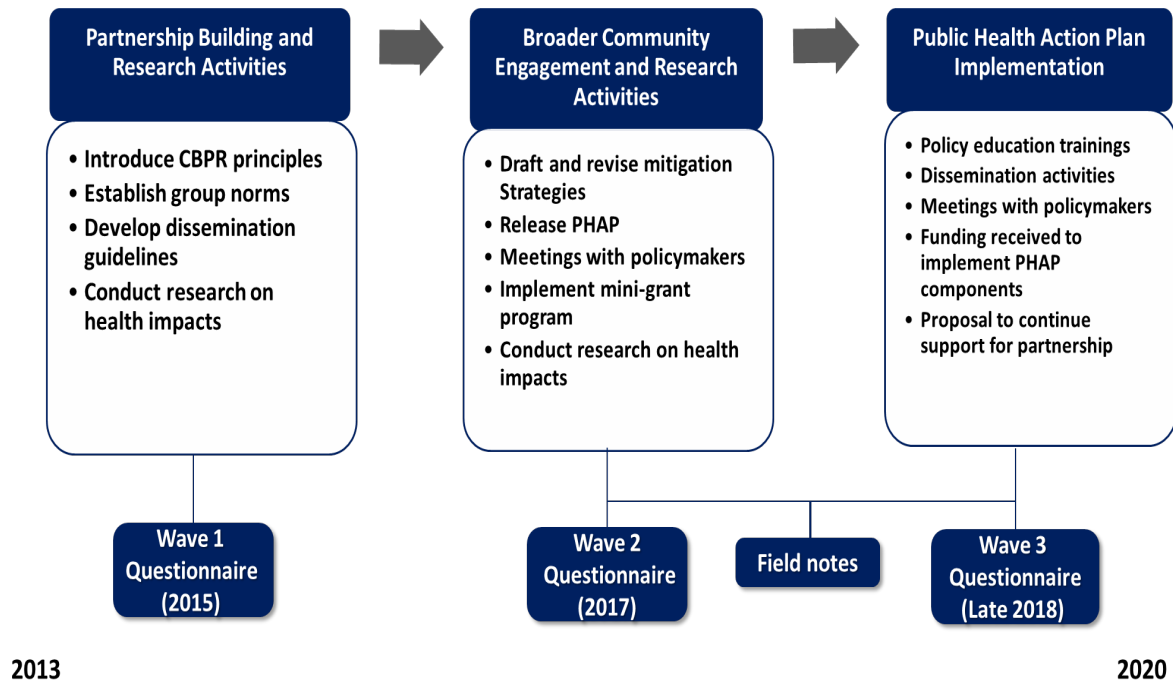 Partnership Building and
Research Activities
• Introduce CBPR principles
• Establish group norms
• Develop dissemination
guidelines
• Conduct research on
health impacts
Wave 1
Questionnaire
(2015)
Broader Community
Engagement and Research
Activities
• Draft and revise mitigation
Strategies
• Release PHAP
• Meetings with policymakers
• Implement mini-grant
program
• Conduct research on health
impacts
Wave 2
Questionnaire
(2017)
Field notes
Public Health Action Plan
Implementation
• Policy education trainings
• Dissemination activities
• Meetings with policymakers
• Funding received to
implement PHAP
components
• Proposal to continue
support for partnership
Wave 3
Questionnaire
(Late 2018)
2013
2020